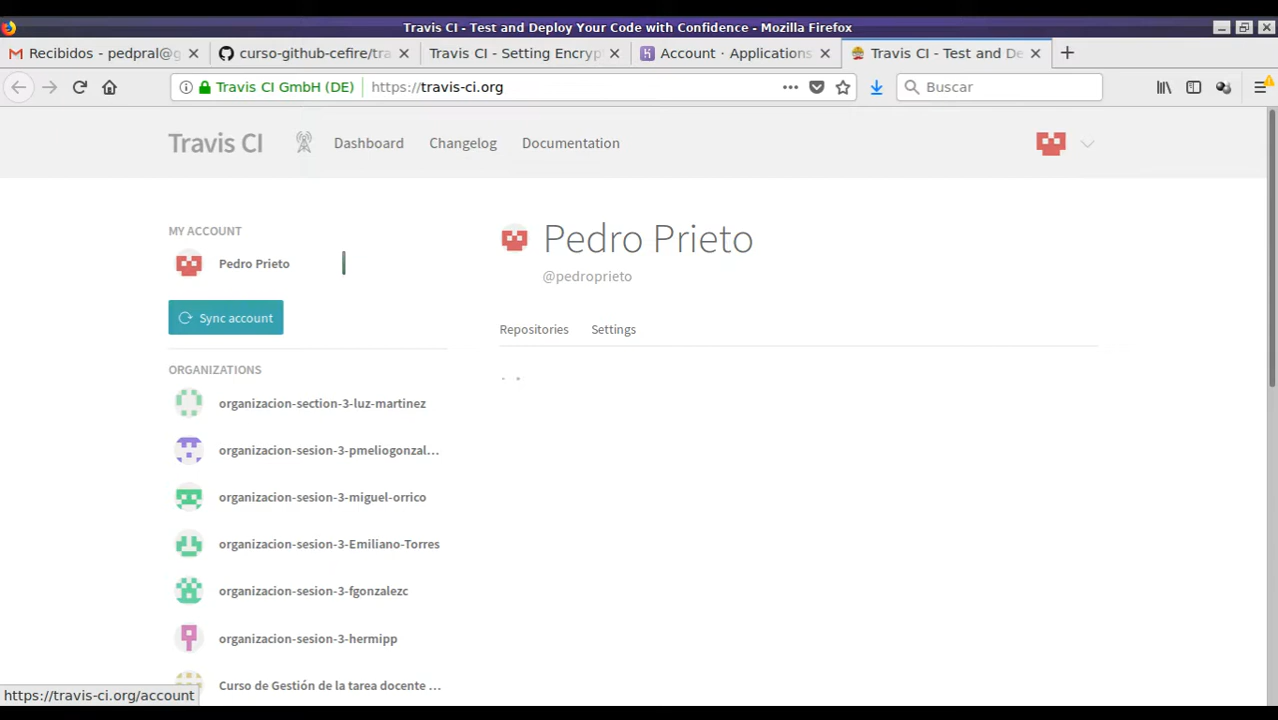 Travis CI - Test and Deploy Your Code with Confidence - Mozilla Firefox
Recibidos - pedpral@g
curso-github-cefire/tra
Travis CI - Setting Encryp
Account · Applications
Travis CI - Test and De
Travis CI GmbH (DE)
https://travis-ci.org
Buscar
Travis CI
Dashboard
Changelog
Documentation
MY ACCOUNT
Pedro Prieto
Sync account
ORGANIZATIONS
organizacion-section-3-luz-martinez
organizacion-sesion-3-pmeliogonzal...
organizacion-sesion-3-miguel-orrico
organizacion-sesion-3-Emiliano-Torres
organizacion-sesion-3-fgonzalezc
organizacion-sesion-3-hermipp
Curso de Gestión de la tarea docente ...
Pedro Prieto
@pedroprieto
Repositories
Settings
https://travis-ci.org/account